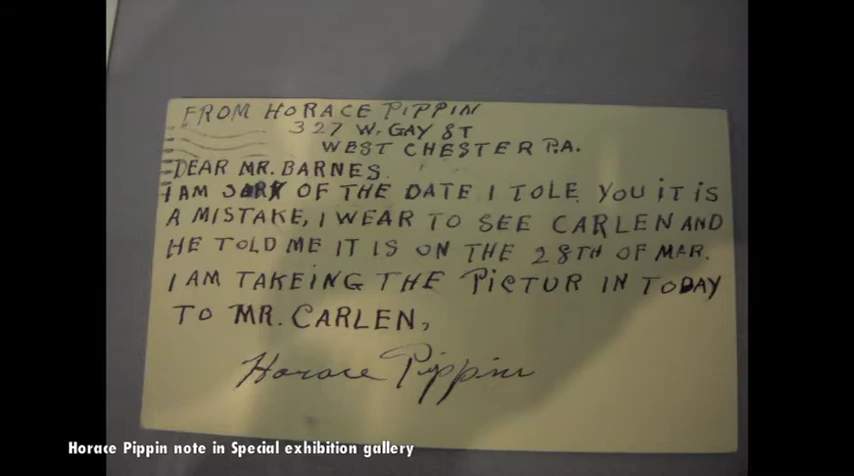 FROM HORACE PIPPIN
327 W. GAY ST
WEST CHESTER P.A.
DEAR MR. BARNES.
I AM SORY OF THE DATE I TOLE YOU iT IS
A MISTAKE, I WEAR TO SEE CARLEN AND
HE TOLD ME IT IS ON THE 28TH OF MAR.
I AM TAKEING THE PiCTUR IN TODAY
TO MR. CARLEN,
Horace Pippin
Horace Pippin note in Special exhibition gallery